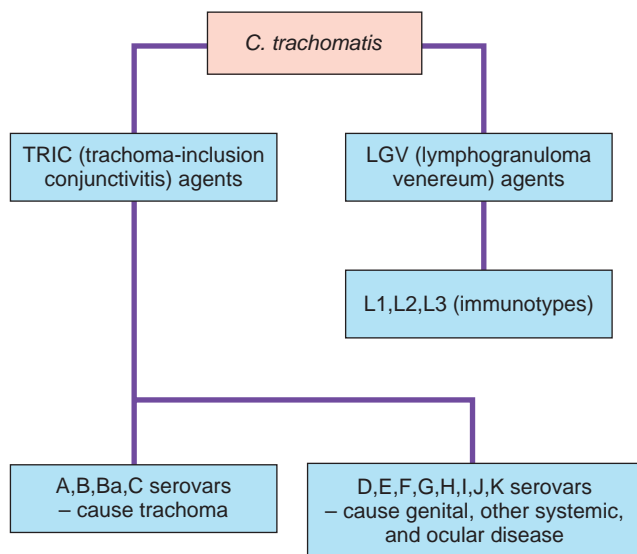 C. trachomatis
TRIC (trachoma-inclusion
conjunctivitis) agents
LGV (lymphogranuloma
venereum) agents
L1,L2,L3 (immunotypes)
A,B,Ba,C serovars
– cause trachoma
D,E,F,G,H,I,J,K serovars
– cause genital, other systemic,
and ocular disease